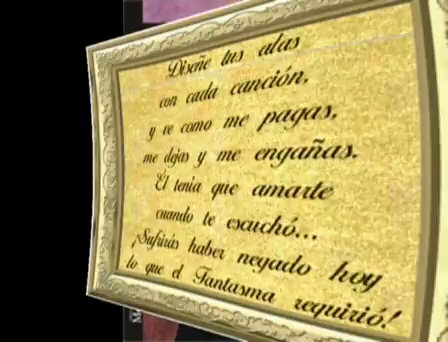 Diseñe tus alas
con cada canción,
y ve como me pagas,
me dejas y me engañas.
Él tenia que amarte
cuando te escuchó...
¡Sufrirás haber negado hoy
lo que el Fantasma requirió!